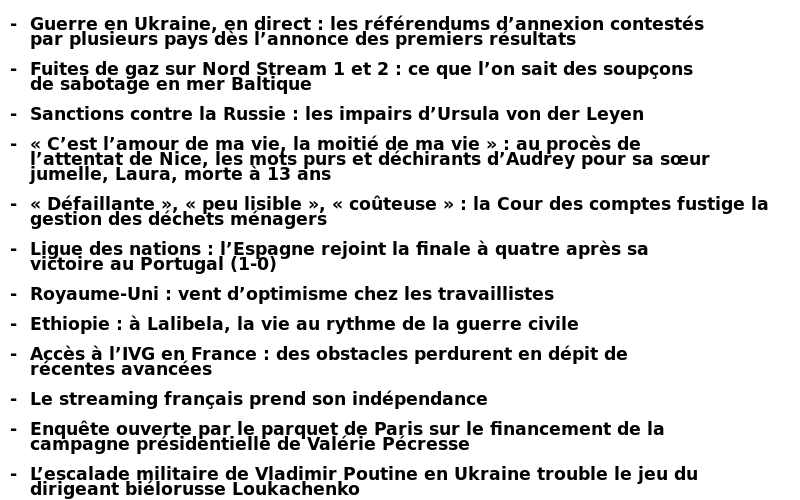 - Guerre en Ukraine, en direct : les référendums d’annexion contestés
par plusieurs pays dès l’annonce des premiers résultats
- Fuites de gaz sur Nord Stream 1 et 2 : ce que l’on sait des soupçons
de sabotage en mer Baltique
- Sanctions contre la Russie : les impairs d’Ursula von der Leyen
- « C’est l’amour de ma vie, la moitié de ma vie » : au procès de
l’attentat de Nice, les mots purs et déchirants d’Audrey pour sa sœur
jumelle, Laura, morte à 13 ans
- « Défaillante », « peu lisible », « coûteuse » : la Cour des comptes fustige la
gestion des déchets ménagers
- Ligue des nations : l’Espagne rejoint la finale à quatre après sa
victoire au Portugal (1-0)
- Royaume-Uni : vent d’optimisme chez les travaillistes
- Ethiopie : à Lalibela, la vie au rythme de la guerre civile
- Accès à l’IVG en France : des obstacles perdurent en dépit de
récentes avancées
- Le streaming français prend son indépendance
- Enquête ouverte par le parquet de Paris sur le financement de la
campagne présidentielle de Valérie Pécresse
- L’escalade militaire de Vladimir Poutine en Ukraine trouble le jeu du
dirigeant biélorusse Loukachenko